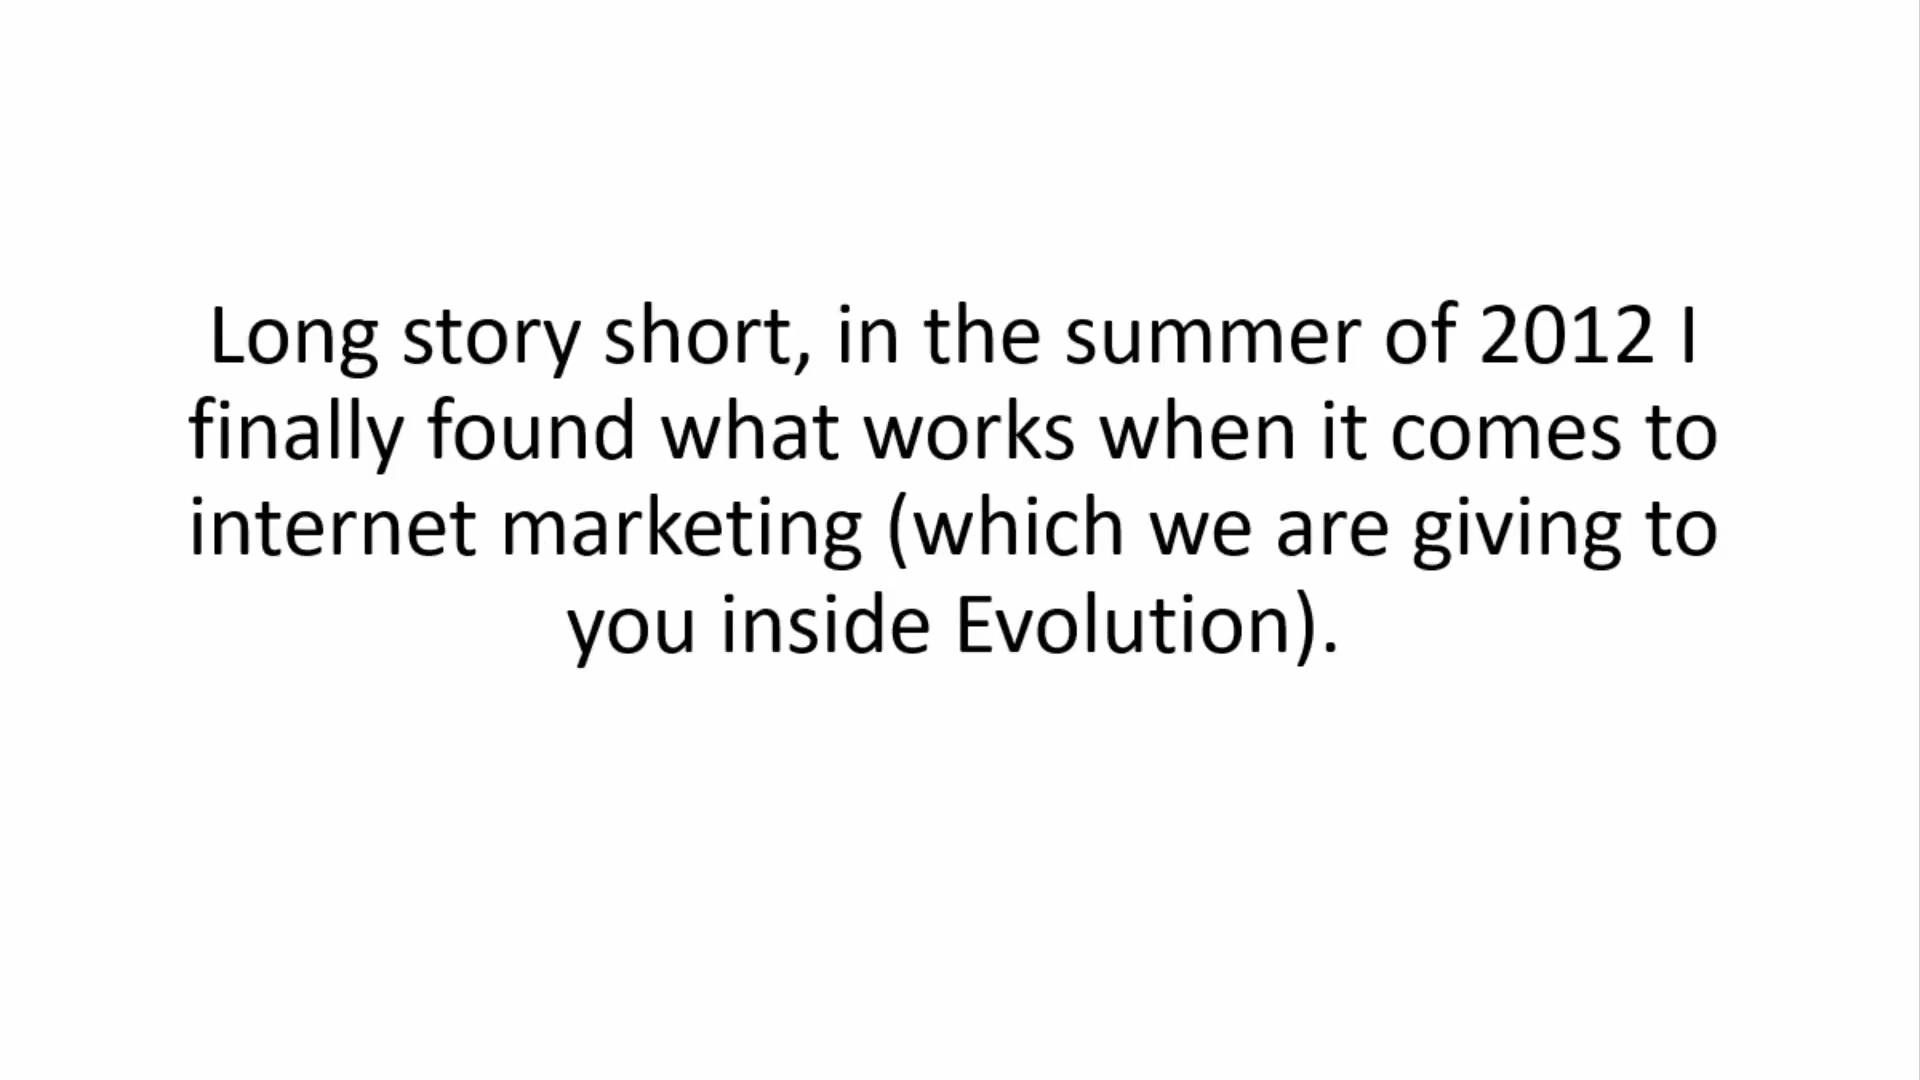 Long story short, in the summer of 2012 I
finally found what works when it comes to
internet marketing (which we are giving to
you inside Evolution).